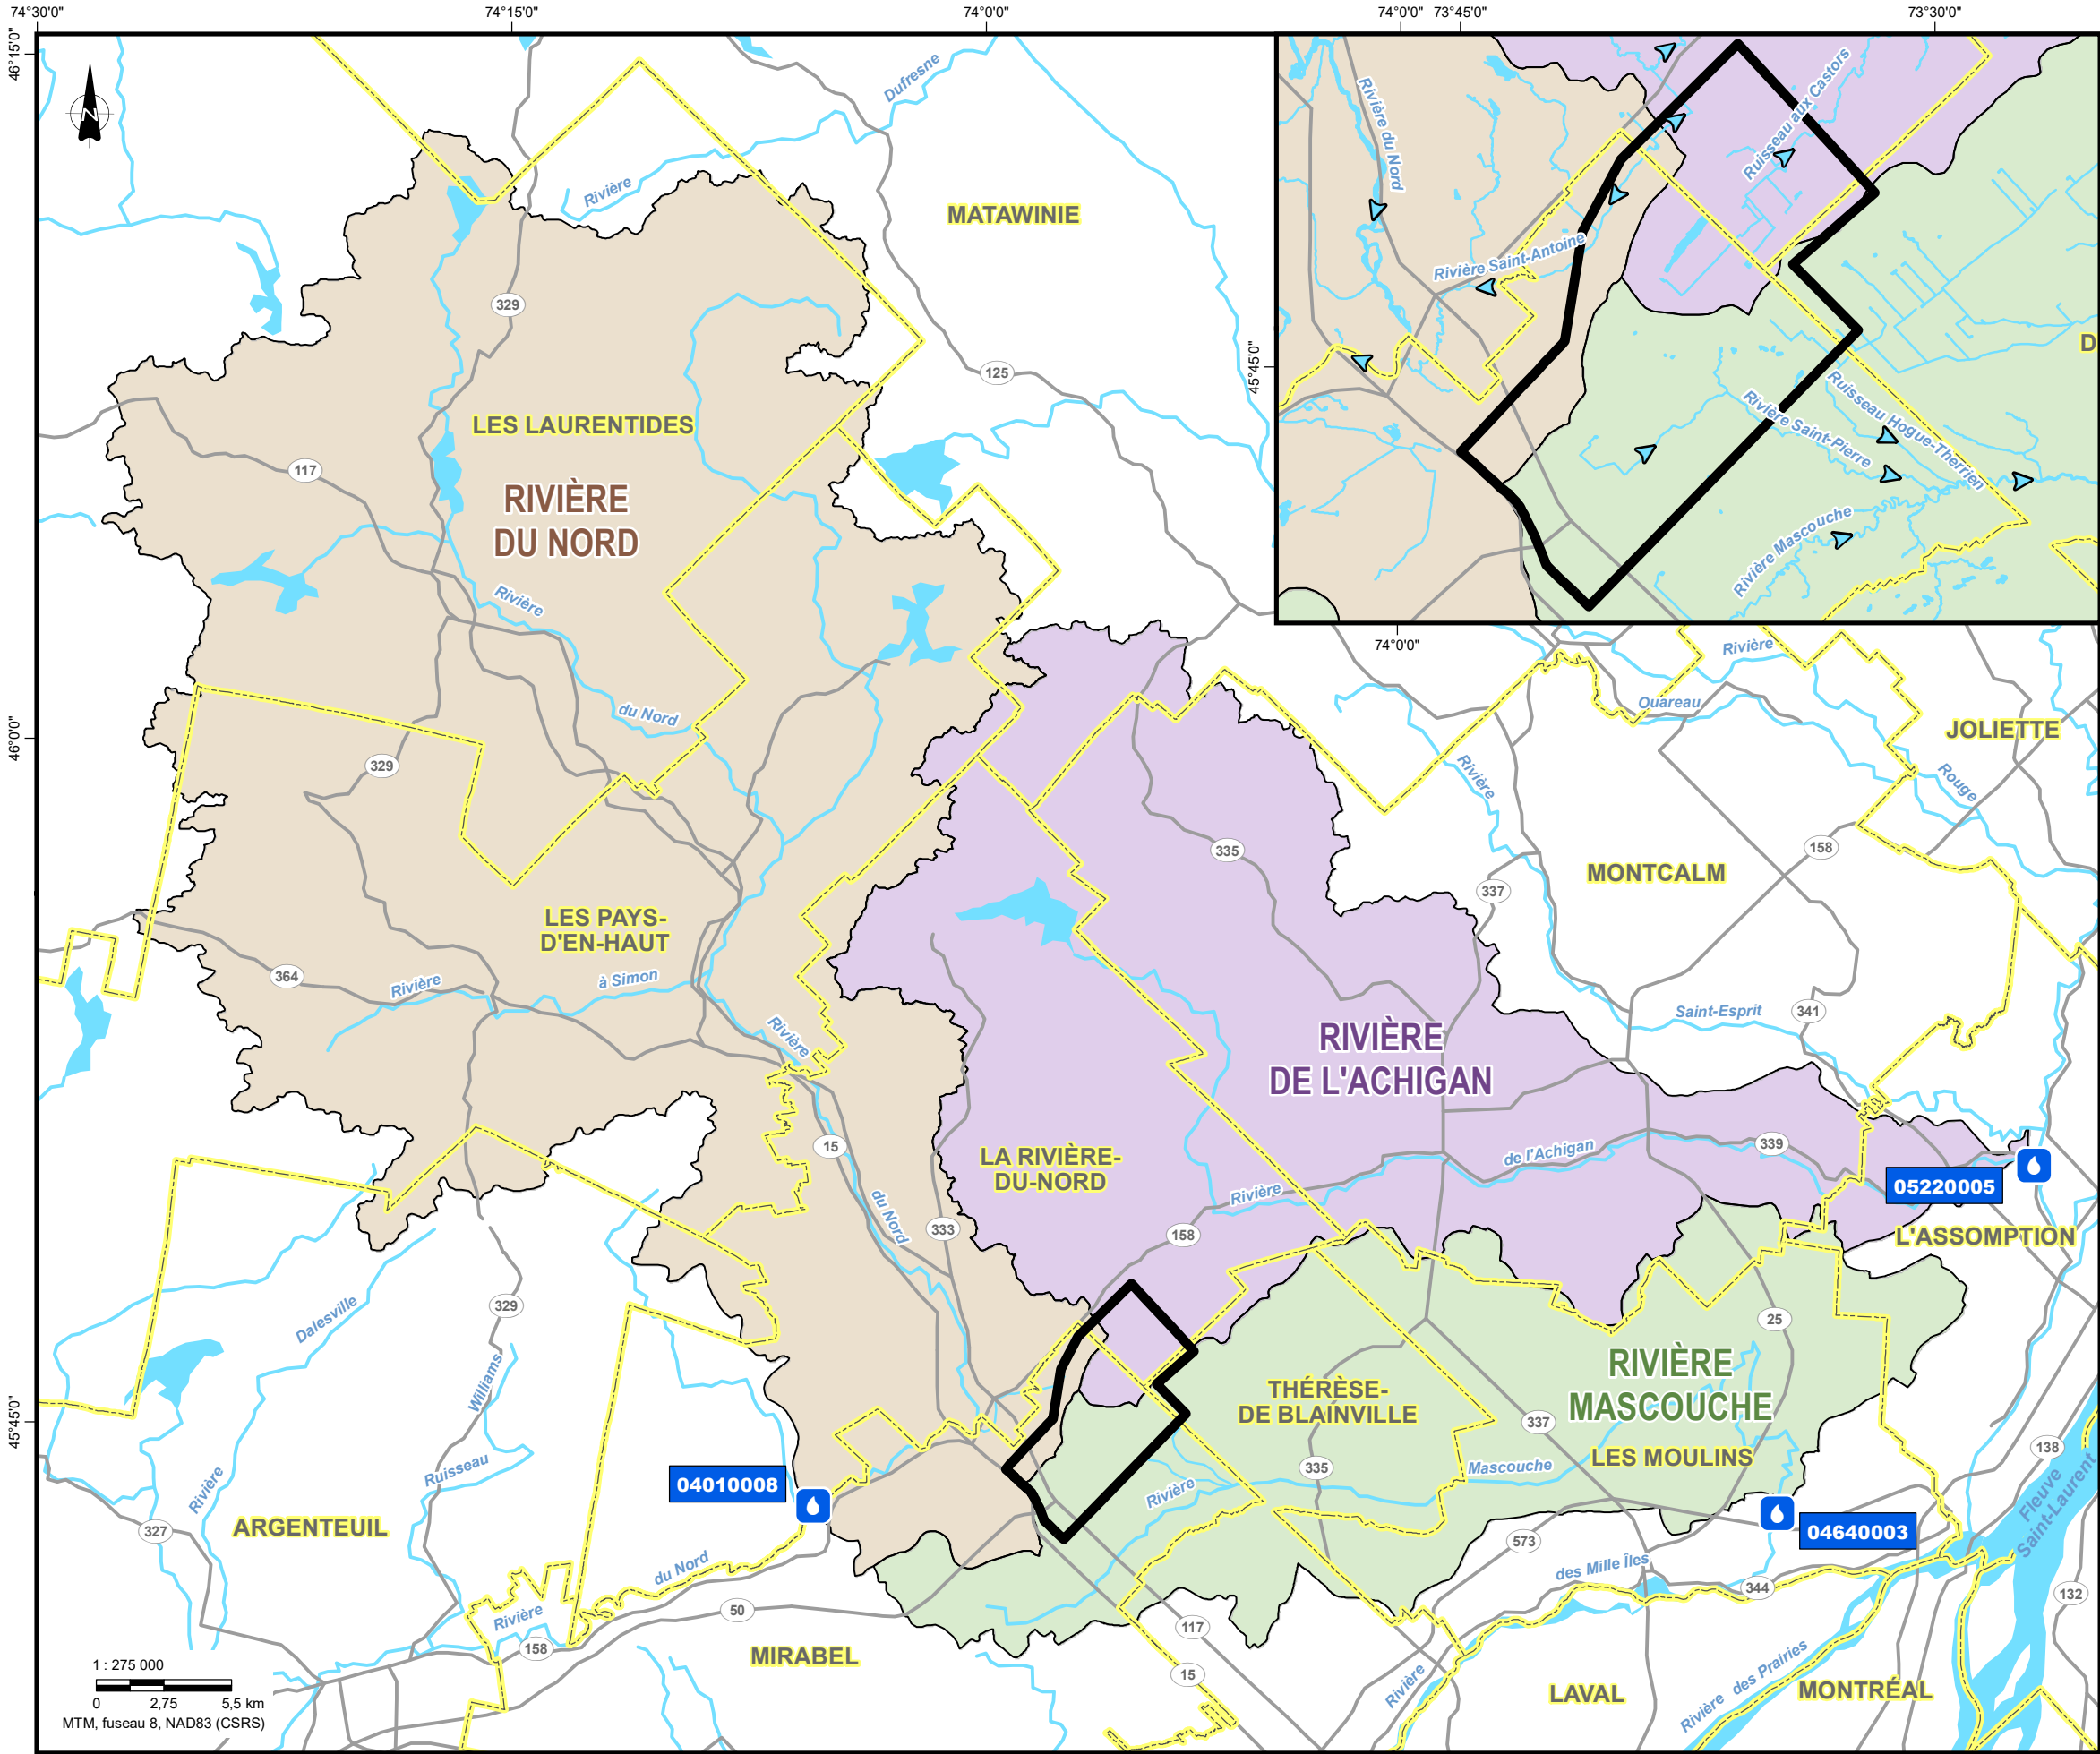 74°30'0"
74°15'0"
74°0'0"
74°0'0"
73°45'0"
73°30'0"
46°15'0"
46°0'0"
45°45'0"
N
Rivière
Dufresne
MATAWINIE
329
125
LES LAURENTIDES
117
RIVIÈRE
DU NORD
Rivière
du Nord
329
LES PAYS-
D'EN-HAUT
364
Rivière
à Simon
Rivière
du Nord
15
333
Rivière du Nord
Rivière Saint-Antoine
Ruisseau aux Castors
Ruisseau Hogue-Therrien
Rivière Saint-Pierre
Rivière Mascouche
D
45°45'0"
74°0'0"
Rivière
Ouareau
JOLIETTE
Rivière
Rouge
335
337
158
MONTCALM
Saint-Esprit
341
RIVIÈRE
DE L'ACHIGAN
LA RIVIÈRE-
DU-NORD
Rivière
de l'Achigan
339
158
05220005
L'ASSOMPTION
25
RIVIÈRE
MASCOUCHE
LES MOULINS
THÉRÈSE-
DE BLAINVILLE
337
335
Rivière
Mascouche
04640003
138
Fleuve
Saint-Laurent
573
des Mille Îles
344
132
Dalesville
Rivière
329
Williams
Ruisseau
327
ARGENTEUIL
04010008
du Nord
Rivière
158
50
MIRABEL
117
15
Rivière
LAVAL
Rivière des Prairies
MONTRÉAL
1 : 275 000
0 2,75 5,5 km
MTM, fuseau 8, NAD83 (CSRS)